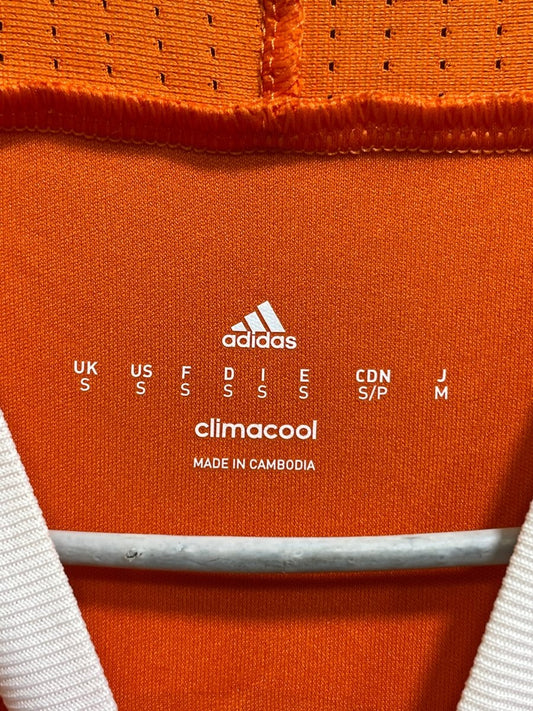 adidas
UK US F D I E CDN J
S S S S S S S/P M
climacool
MADE IN CAMBODIA